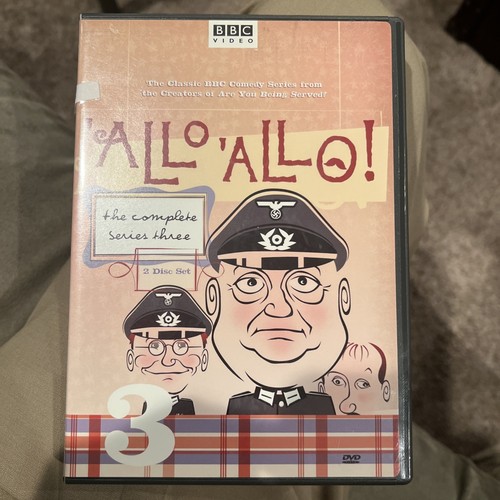 BBC
VIDEO
The Classic BBC Comedy Series from
the Creators of Are You Being Served?
'ALLO 'ALLO!
the complete
series three
2 Disc Set
3
DVD